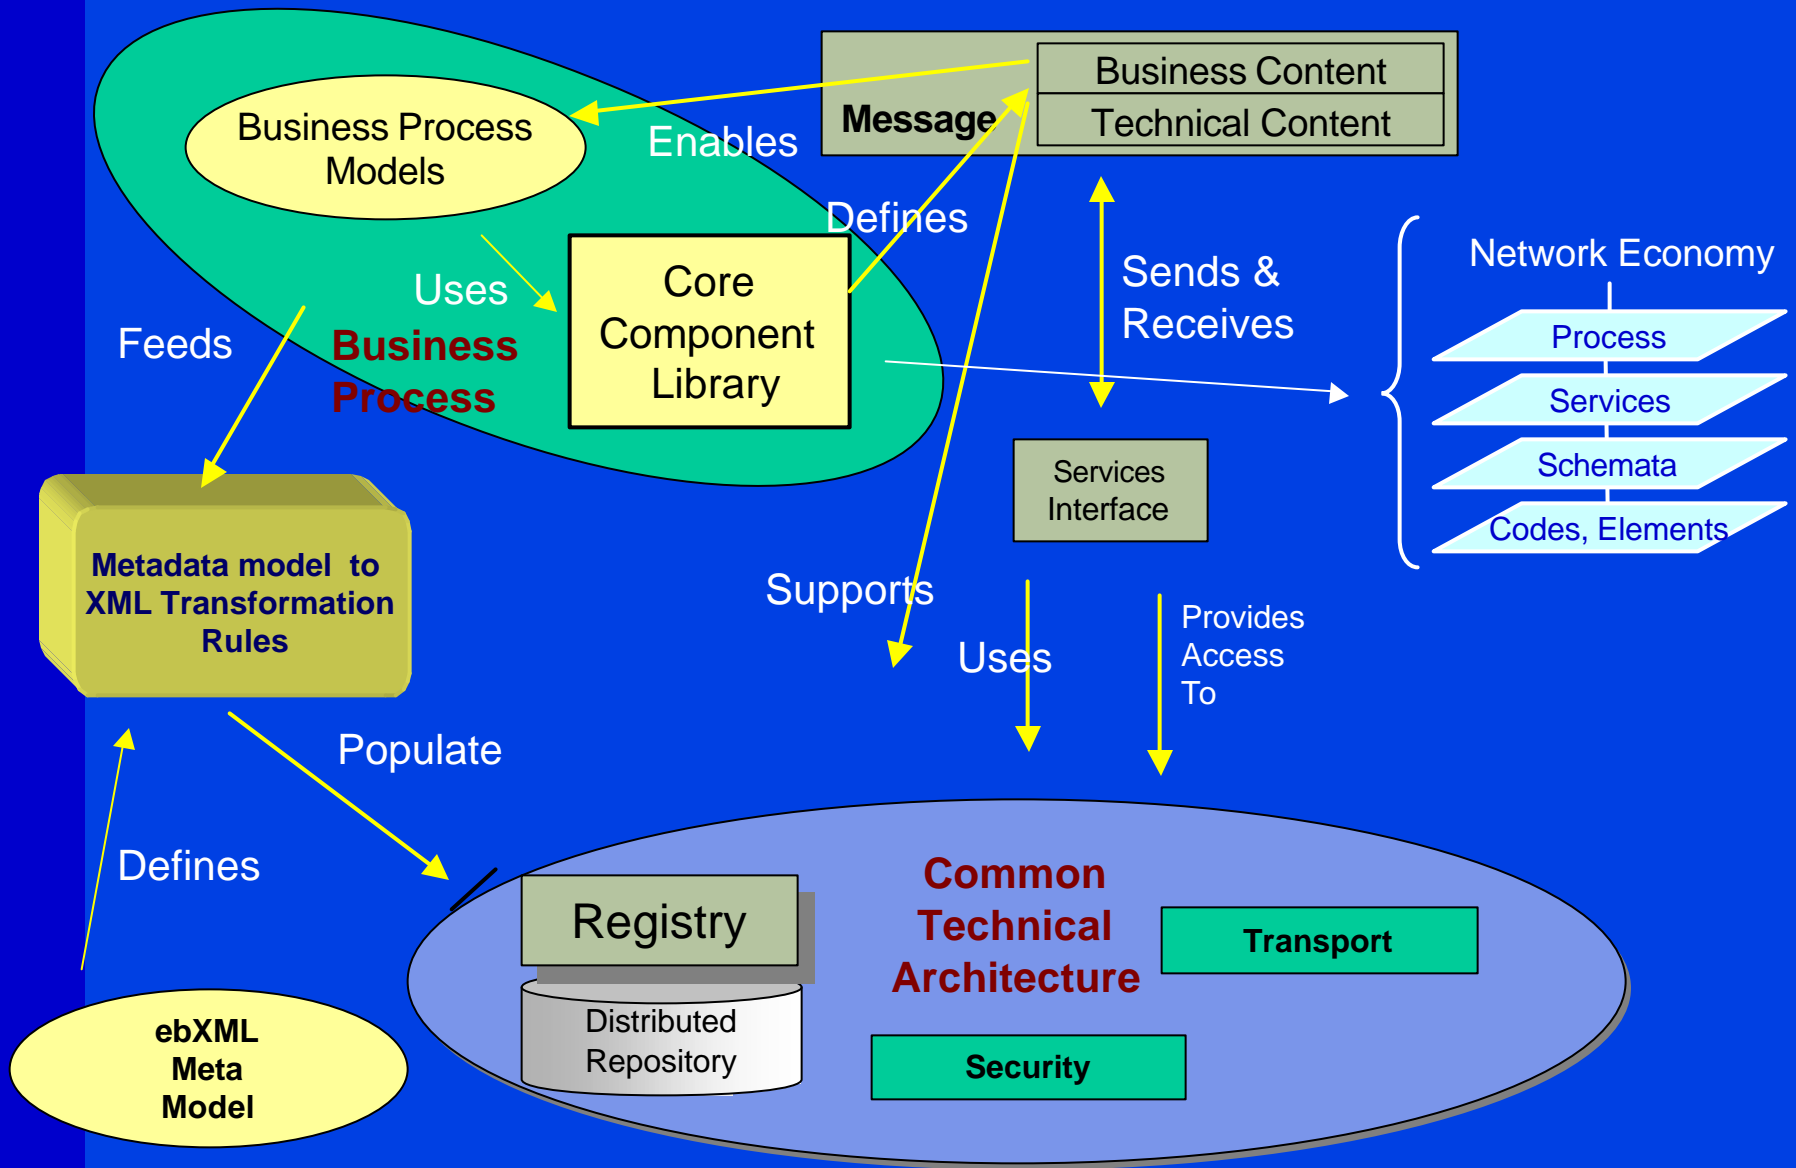 Business Process
Models
Enables
Message
Business Content
Technical Content
Defines
Uses
Core
Component
Library
Business
Process
Feeds
Sends &
Receives
Network Economy
Process
Services
Schemata
Codes, Elements
Services
Interface
Metadata model to
XML Transformation
Rules
Supports
Uses
Provides
Access
To
Populate
Defines
ebXML
Meta
Model
Registry
Distributed
Repository
Common
Technical
Architecture
Transport
Security